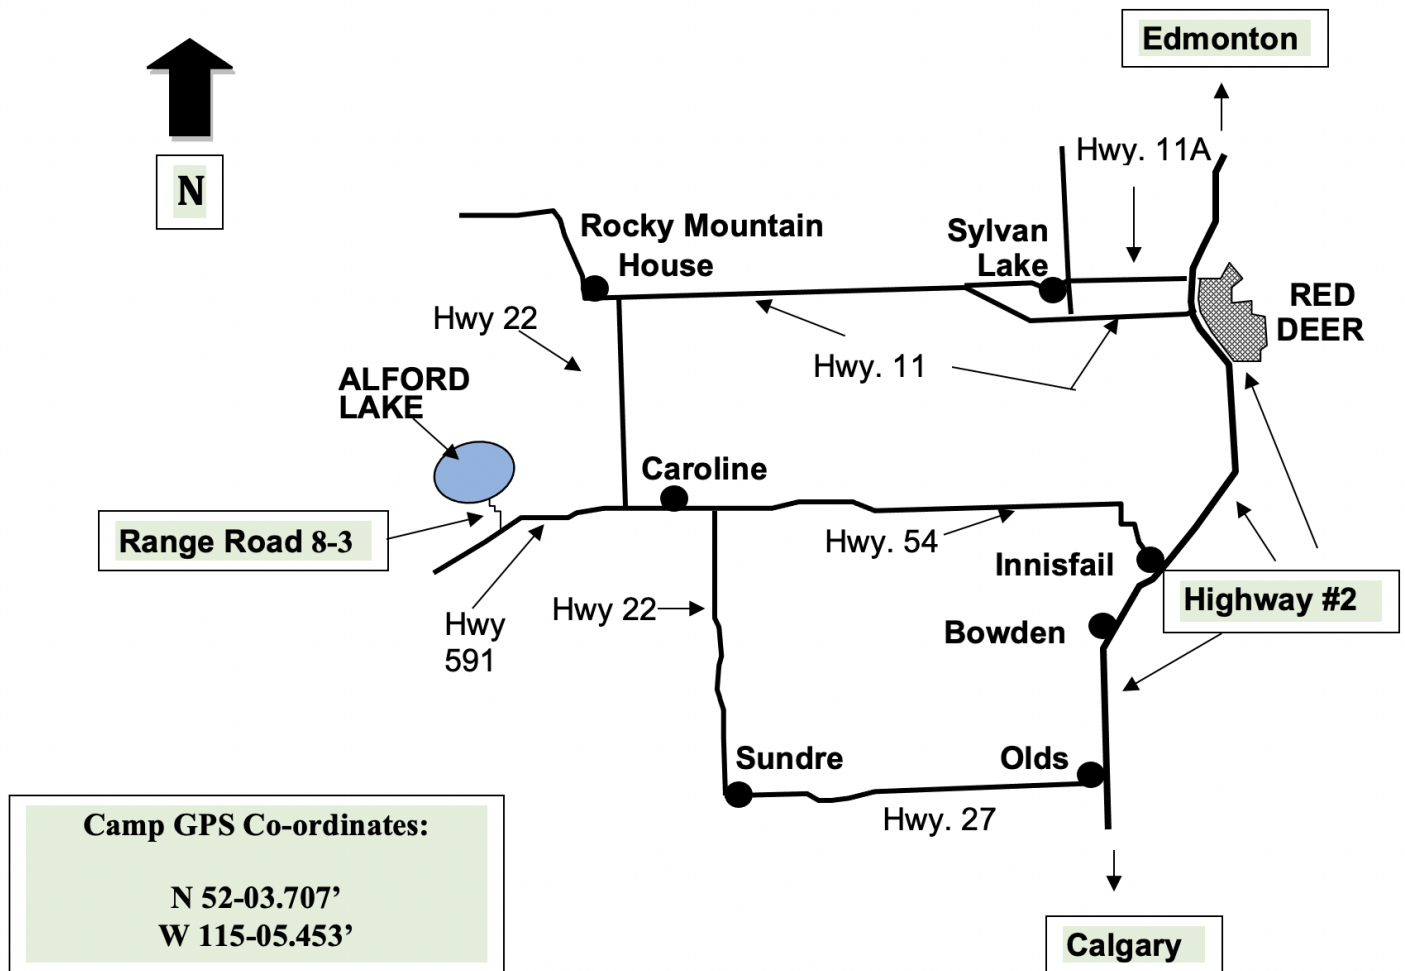 Edmonton
Hwy. 11A
N
Rocky Mountain
House
Sylvan
Lake
RED
DEER
Hwy 22
Hwy. 11
ALFORD
LAKE
Caroline
Range Road 8-3
Hwy. 54
Innisfail
Highway #2
Hwy 22
Hwy
591
Bowden
Sundre
Olds
Hwy. 27
Camp GPS Co-ordinates:
N 52-03.707’
W 115-05.453’
Calgary